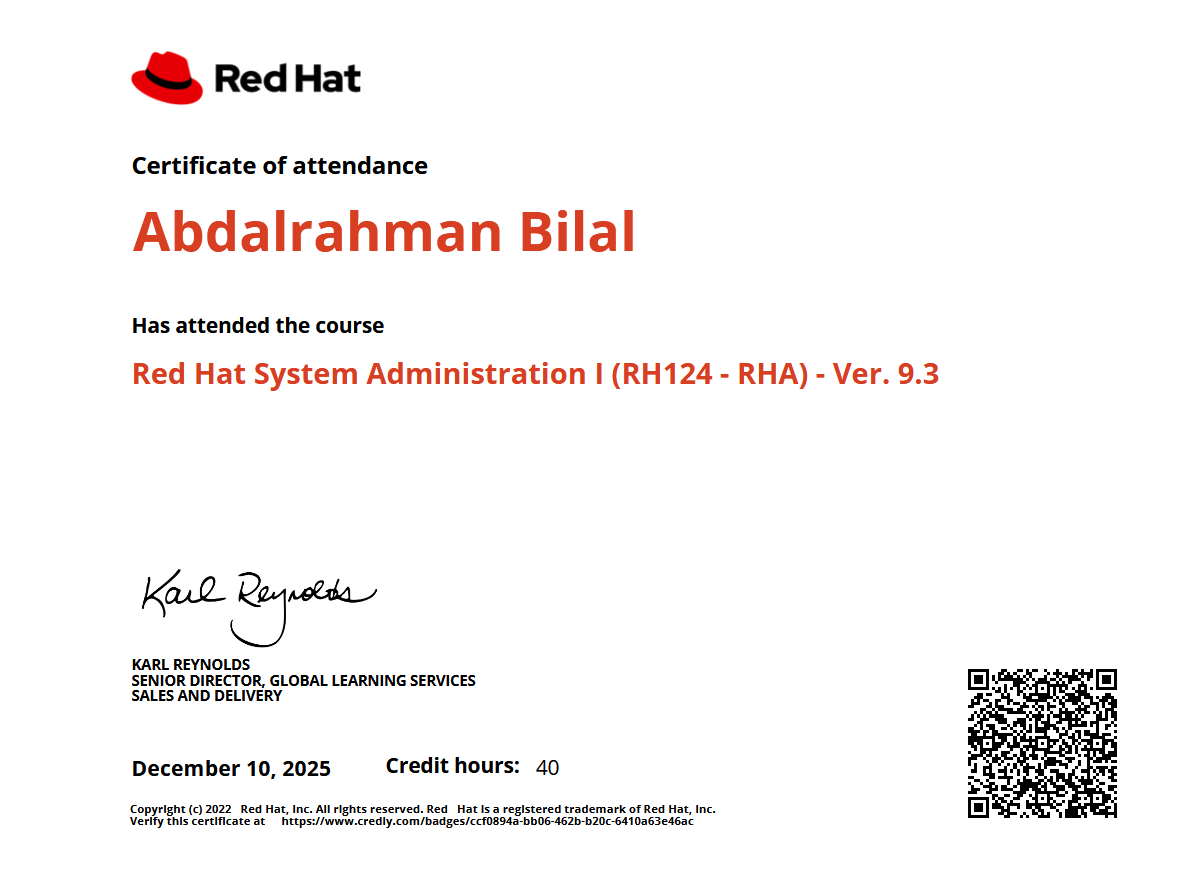 Red Hat
Certificate of attendance
Abdalrahman Bilal
Has attended the course
Red Hat System Administration I (RH124 - RHA) - Ver. 9.3
Karl Reynolds
KARL REYNOLDS
SENIOR DIRECTOR, GLOBAL LEARNING SERVICES
SALES AND DELIVERY
December 10, 2025 Credit hours: 40
Copyright (c) 2022 Red Hat, Inc. All rights reserved. Red Hat is a registered trademark of Red Hat, Inc.
Verify this certificate at https://www.credly.com/badges/ccf0894a-bb06-462b-b20c-6410a63e46ac